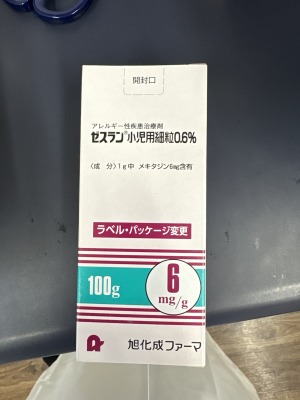 開封口
アレルギー性疾患治療剤
ゼスラン®小児用細粒0.6%
〈成 分〉1g中 メキタジン6mg含有
ラベル・パッケージ変更
100g
6
mg/g
旭化成ファーマ